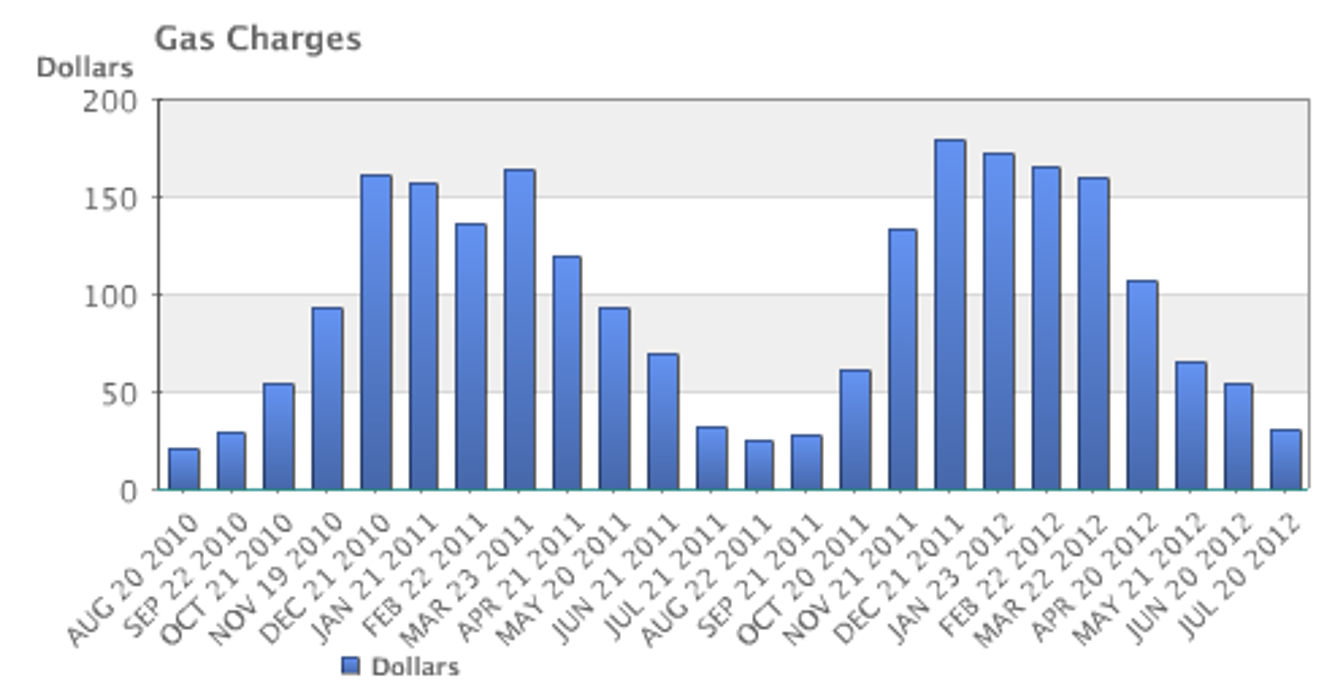 Gas Charges
Dollars
200
150
100
50
0
AUG 20 2010
SEP 22 2010
OCT 21 2010
NOV 19 2010
DEC 21 2010
JAN 21 2011
FEB 22 2011
MAR 23 2011
APR 21 2011
MAY 20 2011
JUN 21 2011
JUL 21 2011
AUG 22 2011
SEP 21 2011
OCT 20 2011
NOV 21 2011
DEC 21 2011
JAN 23 2012
FEB 22 2012
MAR 22 2012
APR 20 2012
MAY 21 2012
JUN 20 2012
JUL 20 2012
Dollars